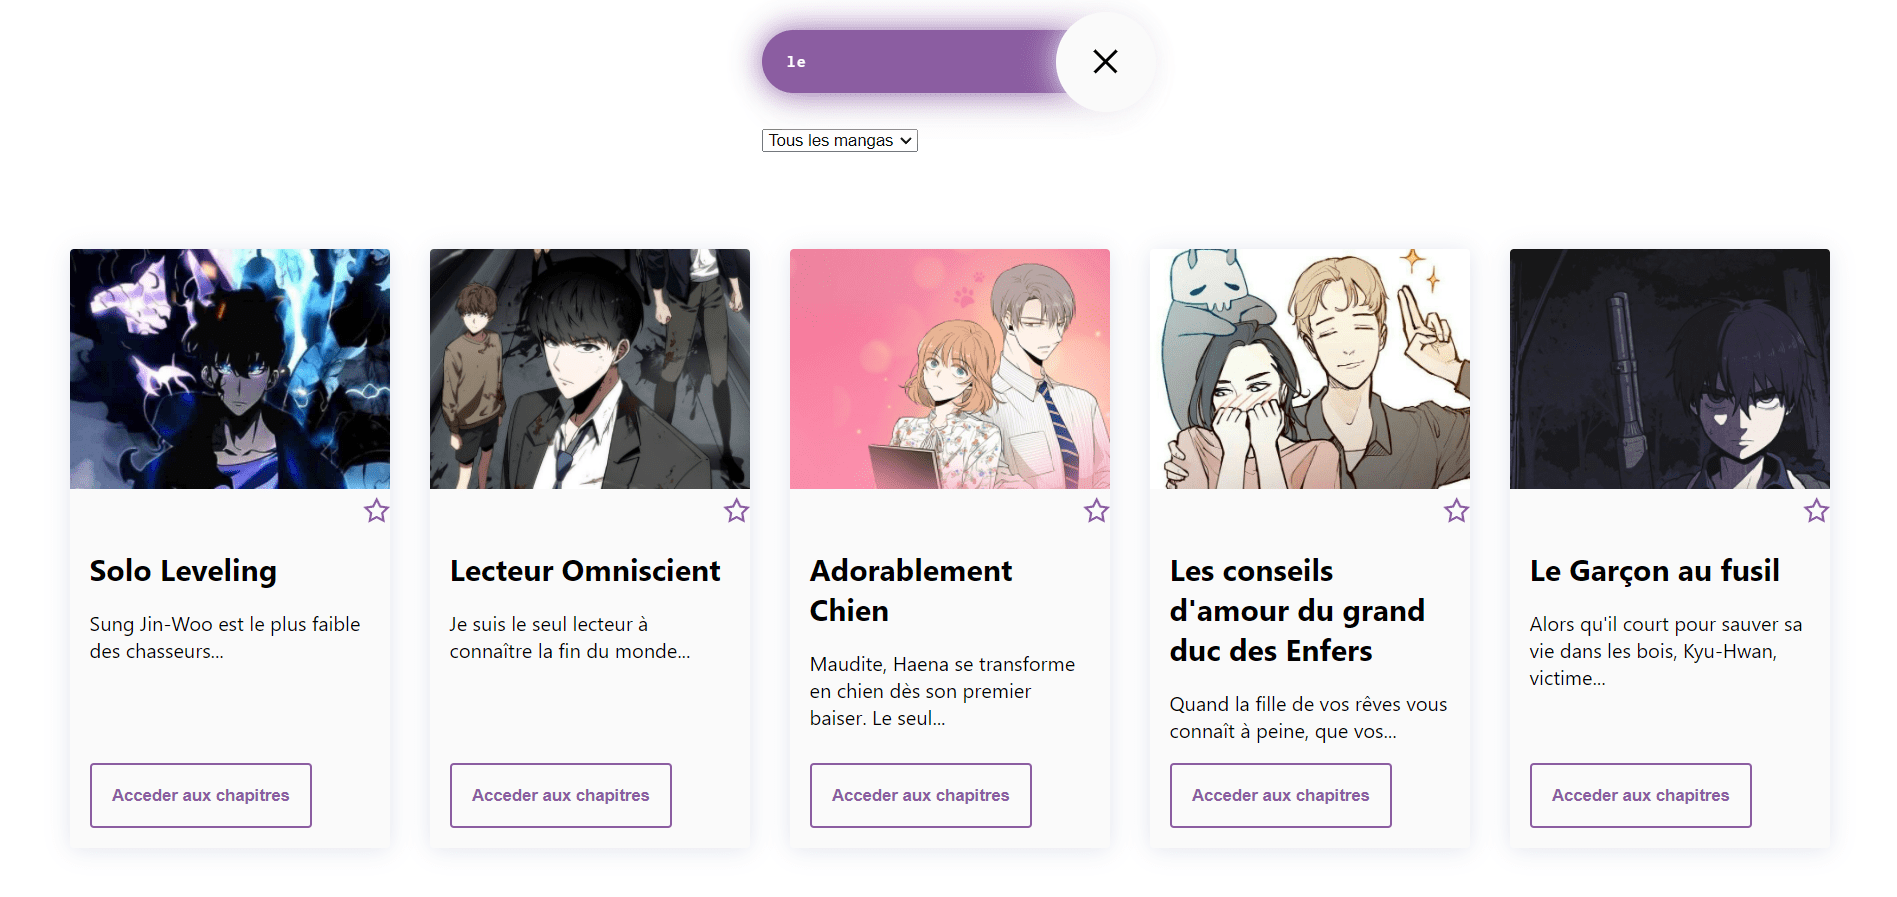 le
Tous les mangas
Solo Leveling
Sung Jin-Woo est le plus faible
des chasseurs...
Acceder aux chapitres
Lecteur Omniscient
Je suis le seul lecteur à
connaître la fin du monde...
Acceder aux chapitres
Adorablement
Chien
Maudite, Haena se transforme
en chien dès son premier
baiser. Le seul...
Acceder aux chapitres
Les conseils
d'amour du grand
duc des Enfers
Quand la fille de vos rêves vous
connaît à peine, que vos...
Acceder aux chapitres
Le Garçon au fusil
Alors qu'il court pour sauver sa
vie dans les bois, Kyu-Hwan,
victime...
Acceder aux chapitres